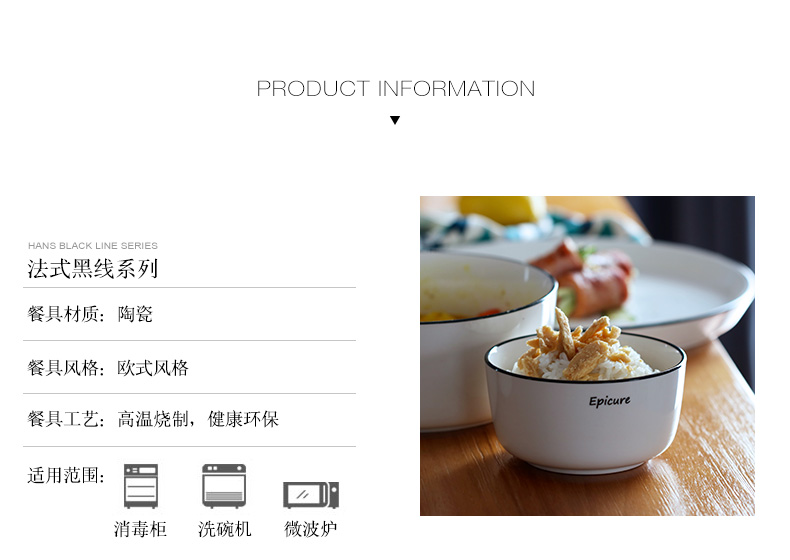 PRODUCT INFORMATION
HANS BLACK LINE SERIES
法式黑线系列
餐具材质：陶瓷
餐具风格：欧式风格
餐具工艺：高温烧制，健康环保
适用范围：
消毒柜 洗碗机 微波炉
Epicure